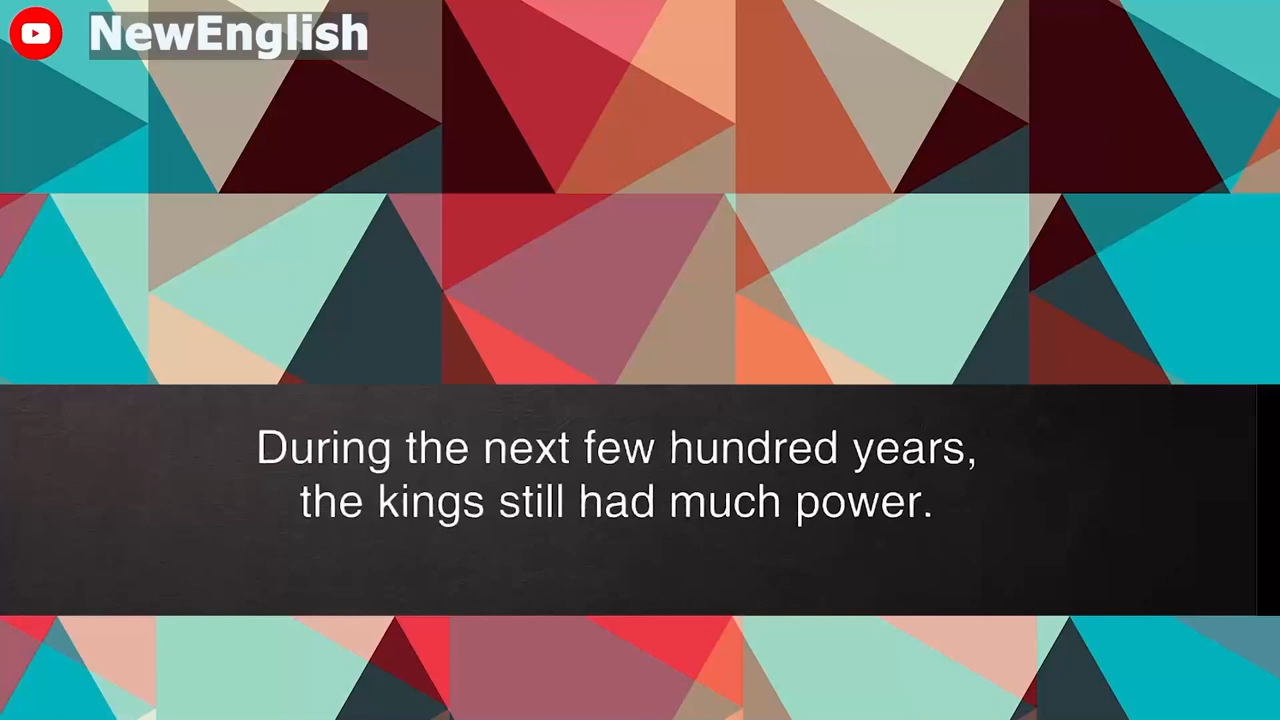 NewEnglish
During the next few hundred years,
the kings still had much power.